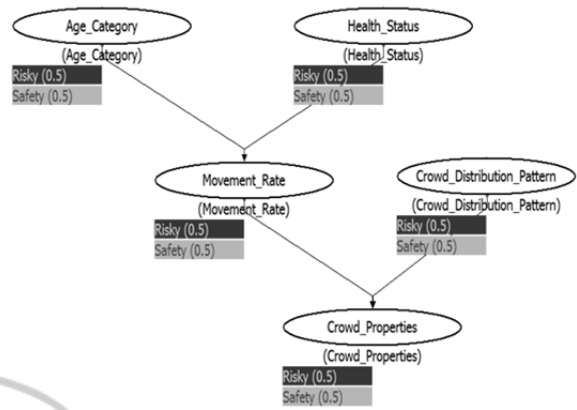 Age_Category
(Age_Category)
Risky (0.5)
Safety (0.5)
Health_Status
(Health_Status)
Risky (0.5)
Safety (0.5)
Movement_Rate
(Movement_Rate)
Risky (0.5)
Safety (0.5)
Crowd_Distribution_Pattern
(Crowd_Distribution_Pattern)
Risky (0.5)
Safety (0.5)
Crowd_Properties
(Crowd_Properties)
Risky (0.5)
Safety (0.5)